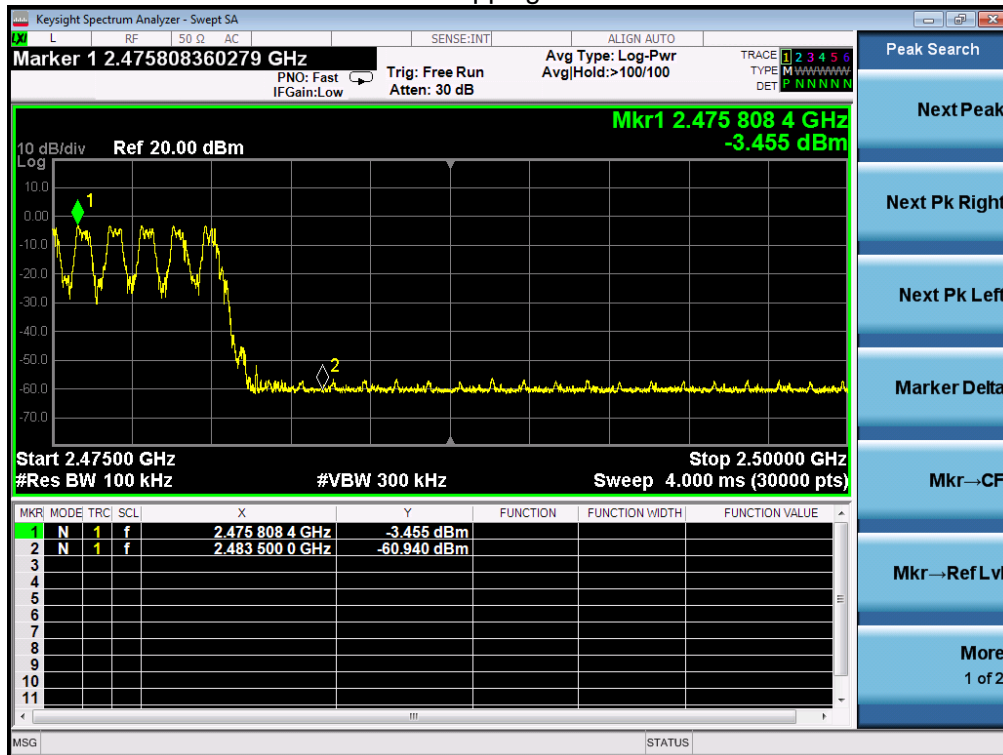 Keysight Spectrum Analyzer - Swept SA
LXI L RF 50 Ω AC SENSE:INT ALIGN AUTO
Marker 1 2.475808360279 GHz
PNO: Fast
IFGain:Low
Trig: Free Run
Atten: 30 dB
Avg Type: Log-Pwr
Avg|Hold:>100/100
TRACE 1 2 3 4 5 6
TYPE M W W W W W
DET P N N N N N
Mkr1 2.475 808 4 GHz
-3.455 dBm
10 dB/div Ref 20.00 dBm
Log
10.0
0.00
-10.0
-20.0
-30.0
-40.0
-50.0
-60.0
-70.0
1
2
Start 2.47500 GHz Stop 2.50000 GHz
#Res BW 100 kHz #VBW 300 kHz Sweep 4.000 ms (30000 pts)
MKR MODE TRC SCL X Y FUNCTION FUNCTION WIDTH FUNCTION VALUE
1 N 1 f 2.475 808 4 GHz -3.455 dBm
2 N 1 f 2.483 500 0 GHz -60.940 dBm
3
4
5
6
7
8
9
10
11
MSG STATUS
Peak Search
Next Peak
Next Pk Right
Next Pk Left
Marker Delta
Mkr→CF
Mkr→Ref Lvl
More
1 of 2